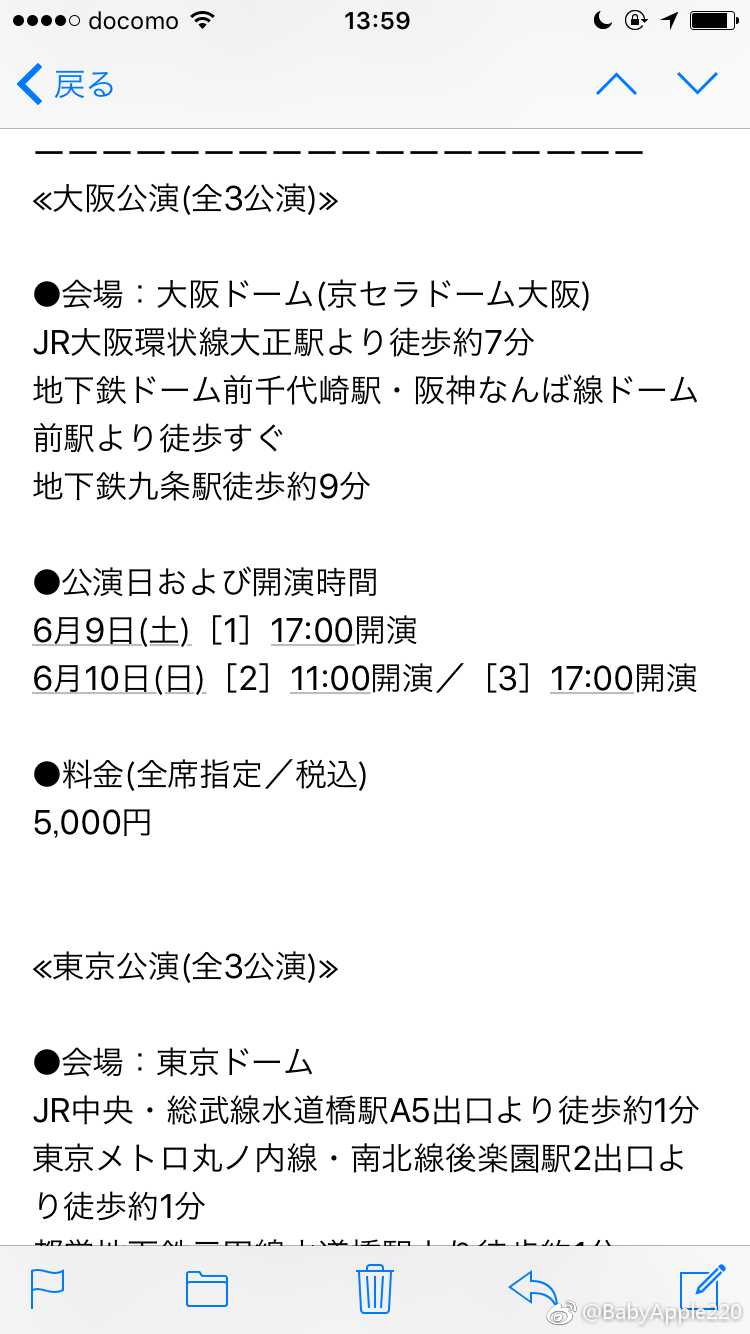 docomo
13:59
戻る
ーーーーーーーーーーーーーーーーーーー
≪大阪公演(全3公演)≫
●会場：大阪ドーム(京セラドーム大阪)
JR大阪環状線大正駅より徒歩約7分
地下鉄ドーム前千代崎駅・阪神なんば線ドーム
前駅より徒歩すぐ
地下鉄九条駅徒歩約9分
●公演日および開演時間
6月9日(土)［1］17:00開演
6月10日(日)［2］11:00開演／［3］17:00開演
●料金(全席指定／税込)
5,000円
≪東京公演(全3公演)≫
●会場：東京ドーム
JR中央・総武線水道橋駅A5出口より徒歩約1分
東京メトロ丸ノ内線・南北線後楽園駅2出口よ
り徒歩約1分
@BabyApple220